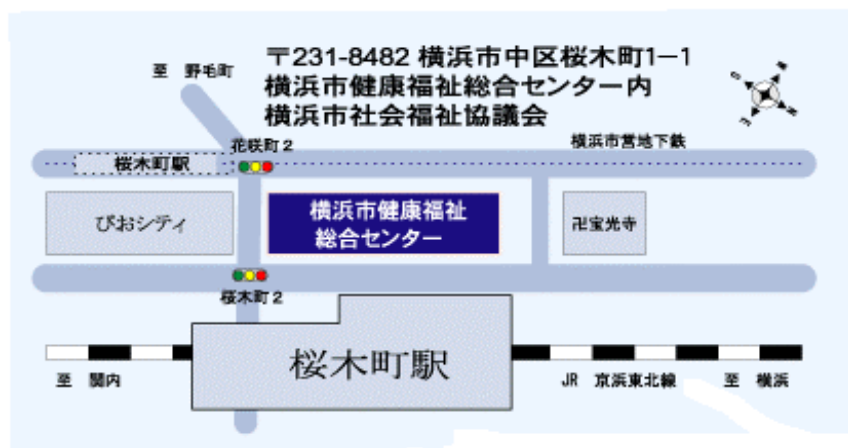 〒231-8482 横浜市中区桜木町1−1
横浜市健康福祉総合センター内
横浜市社会福祉協議会
至 野毛町
花咲町2
横浜市営地下鉄
桜木町駅
ぴおシティ
横浜市健康福祉
総合センター
卍宝光寺
桜木町2
桜木町駅
至 関内
JR 京浜東北線 至 横浜